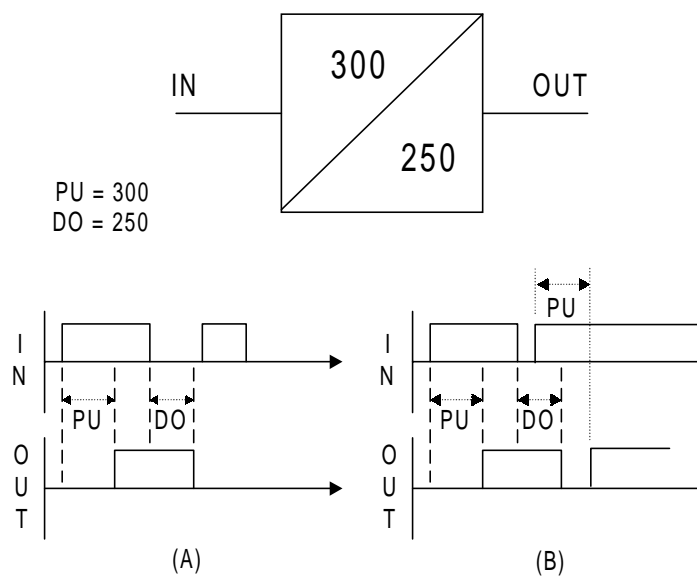 300
IN
OUT
250
PU = 300
DO = 250
PU
I
N
PU
DO
O
U
T
(A)
I
N
PU
DO
O
U
T
(B)